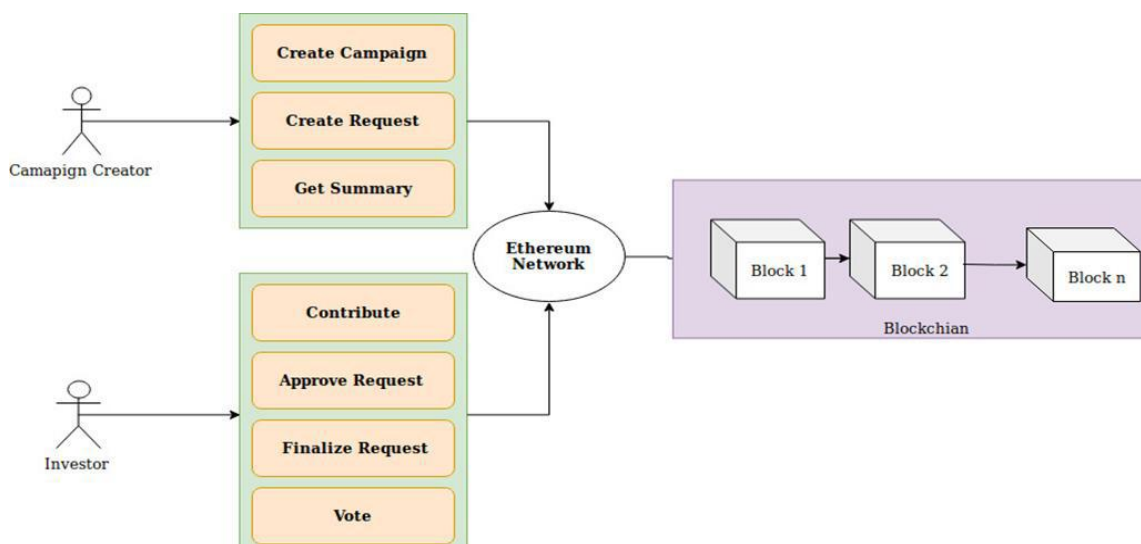 Create Campaign
Create Request
Get Summary
Camapign Creator
Ethereum
Network
Block 1
Block 2
Block n
Blockchian
Contribute
Approve Request
Finalize Request
Vote
Investor